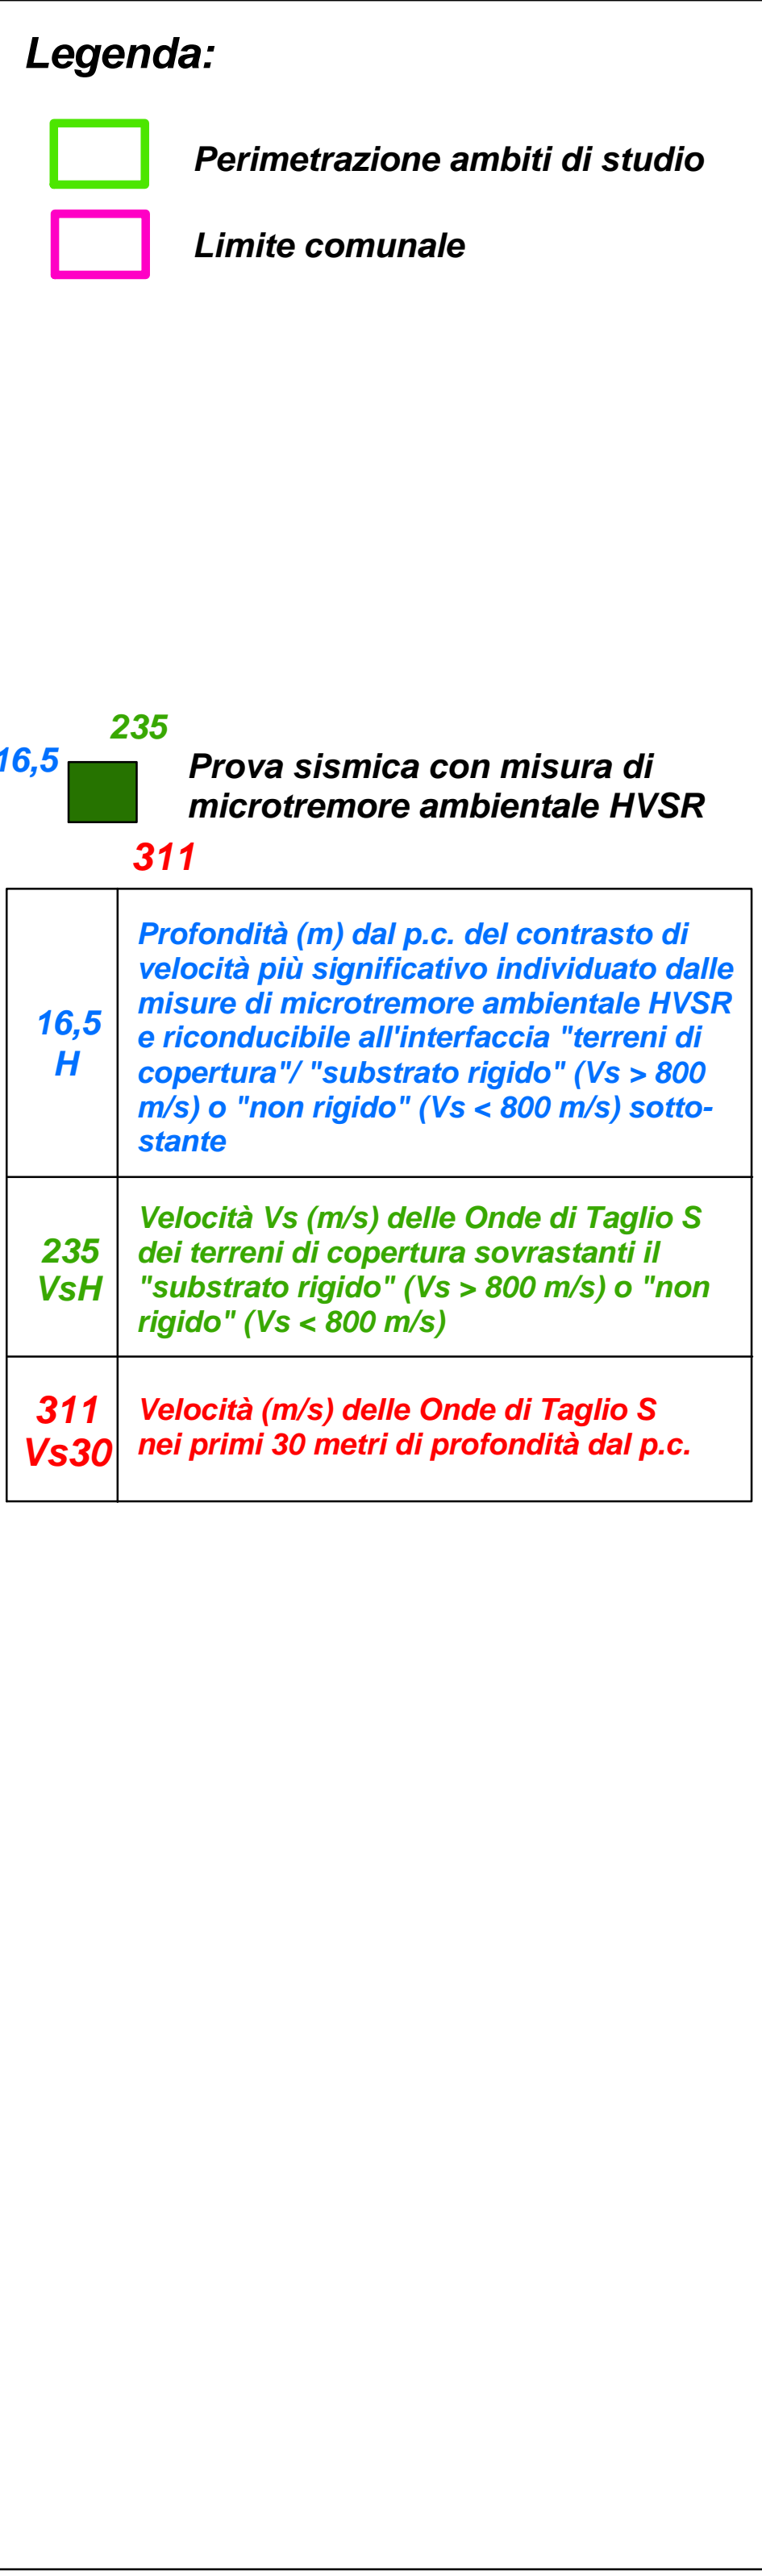 Legenda:
Perimetrazione ambiti di studio
Limite comunale
235
16,5
Prova sismica con misura di
microtremore ambientale HVSR
311
16,5
H
Profondità (m) dal p.c. del contrasto di
velocità più significativo individuato dalle
misure di microtremore ambientale HVSR
e riconducibile all'interfaccia "terreni di
copertura"/ "substrato rigido" (Vs > 800
m/s) o "non rigido" (Vs < 800 m/s) sotto-
stante
235
VsH
Velocità Vs (m/s) delle Onde di Taglio S
dei terreni di copertura sovrastanti il
"substrato rigido" (Vs > 800 m/s) o "non
rigido" (Vs < 800 m/s)
311
Vs30
Velocità (m/s) delle Onde di Taglio S
nei primi 30 metri di profondità dal p.c.